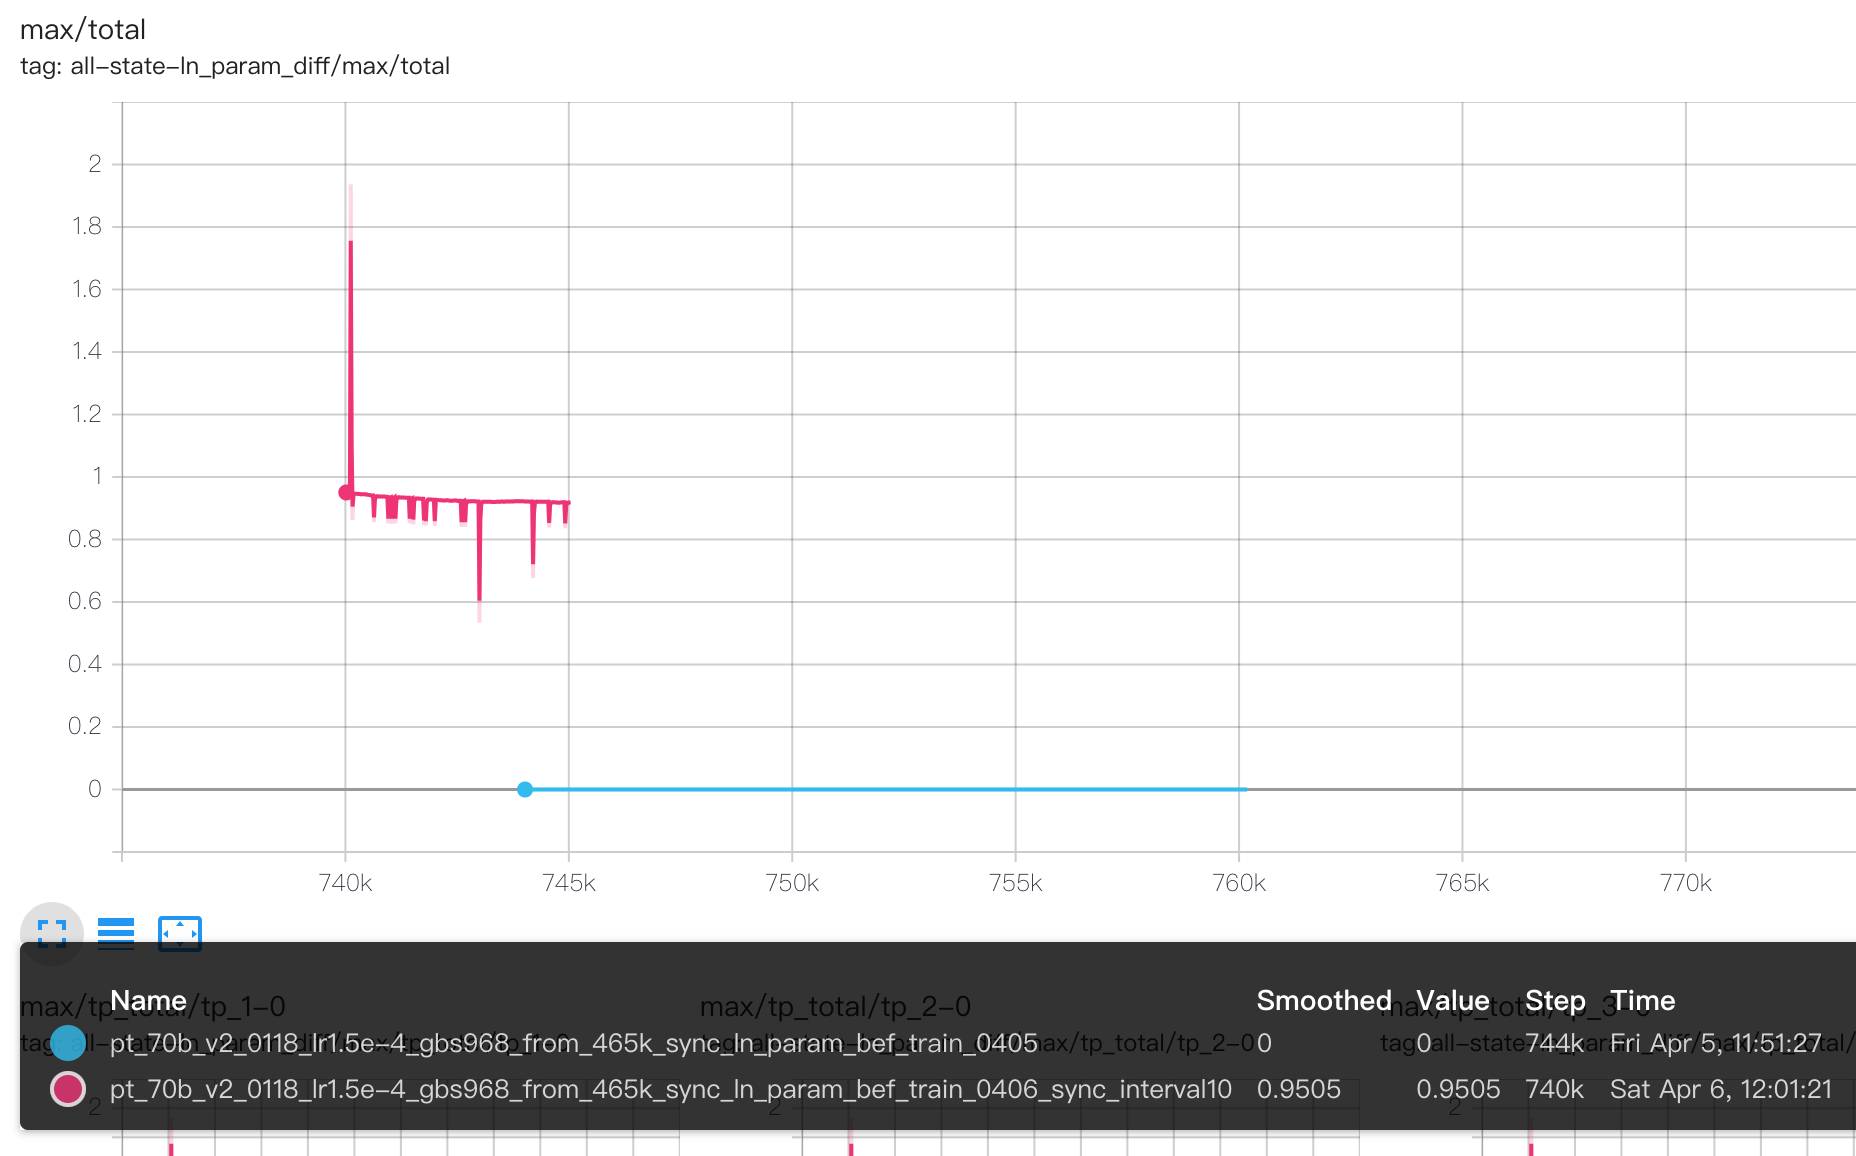 max/total
tag: all-state-ln_param_diff/max/total
2
1.8
1.6
1.4
1.2
1
0.8
0.6
0.4
0.2
0
740k 745k 750k 755k 760k 765k 770k
Name Smoothed Value Step Time
max/tp_total/tp_1-0 max/tp_total/tp_2-0 max/tp_total/tp_3-0
pt_70b_v2_0118_lr1.5e-4_gbs968_from_465k_sync_ln_param_bef_train_0405 0 0 744k Fri Apr 5, 11:51:27
pt_70b_v2_0118_lr1.5e-4_gbs968_from_465k_sync_ln_param_bef_train_0406_sync_interval10 0.9505 0.9505 740k Sat Apr 6, 12:01:21
2 2 2